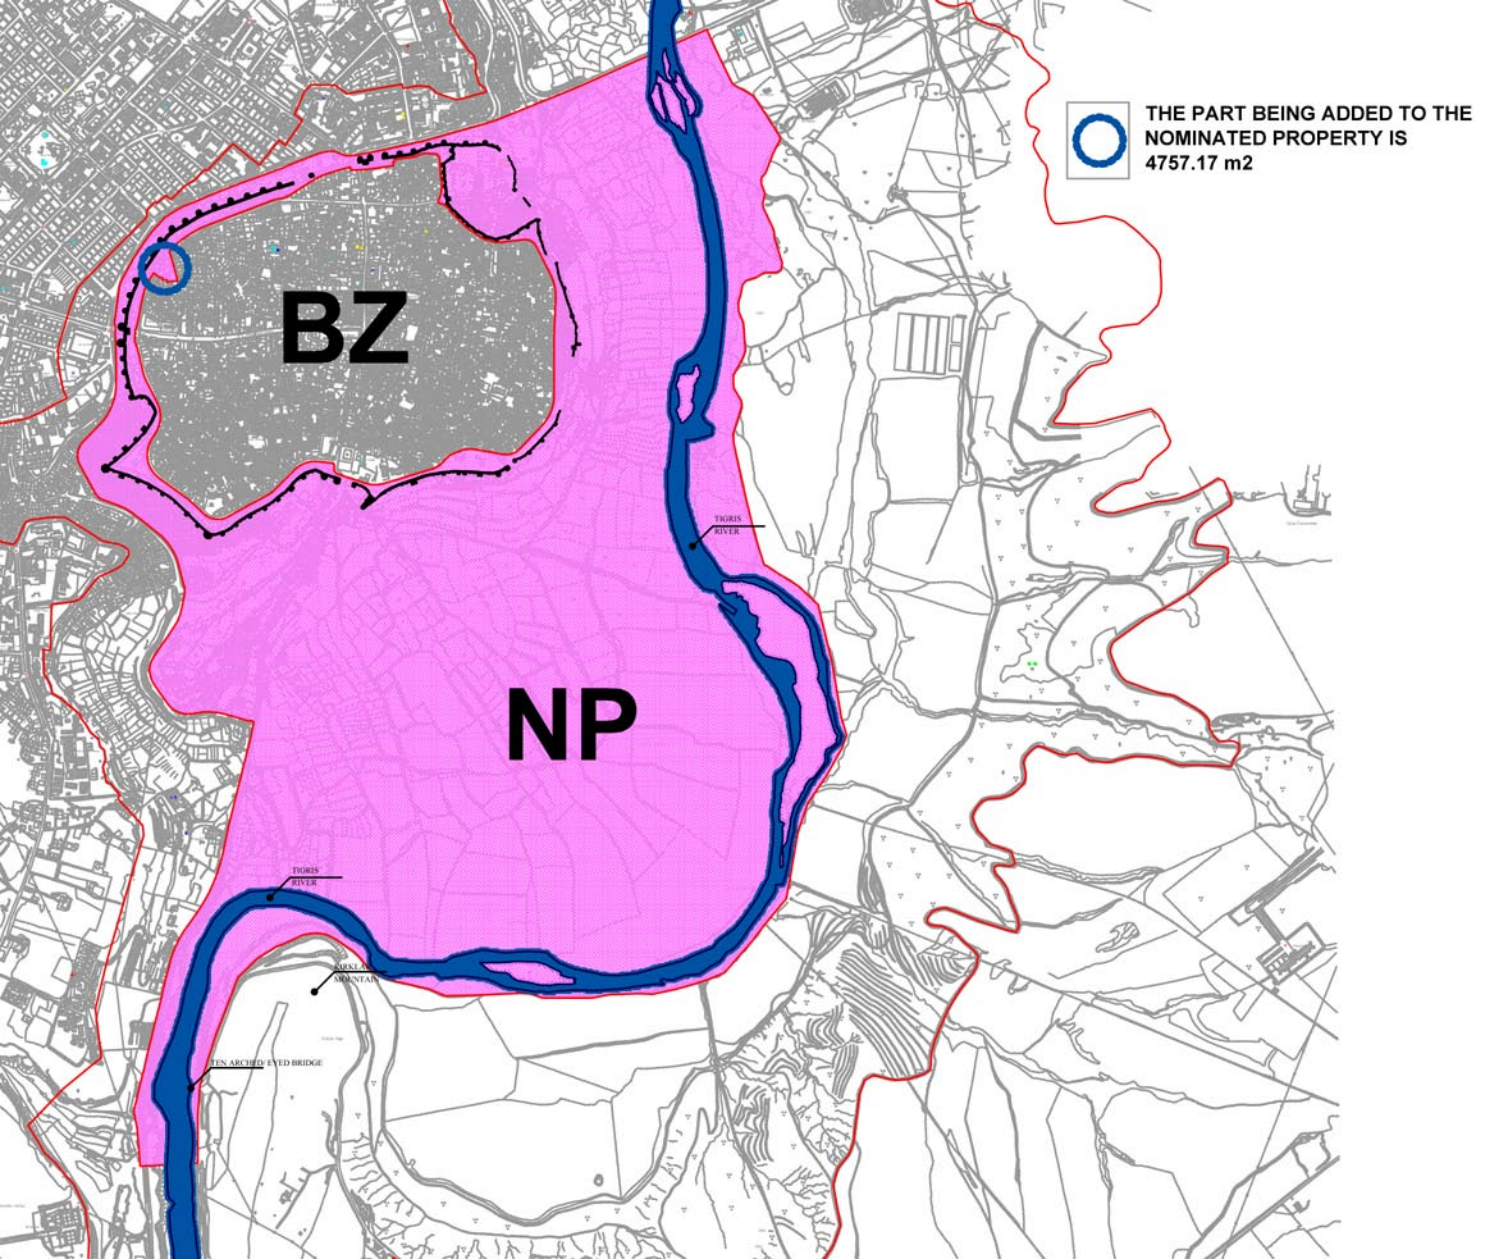 THE PART BEING ADDED TO THE
NOMINATED PROPERTY IS
4757.17 m2
BZ
TIGRIS
RIVER
NP
TIGRIS
RIVER
MOUNTAIN
TEN ARCHED/ EYED BRIDGE